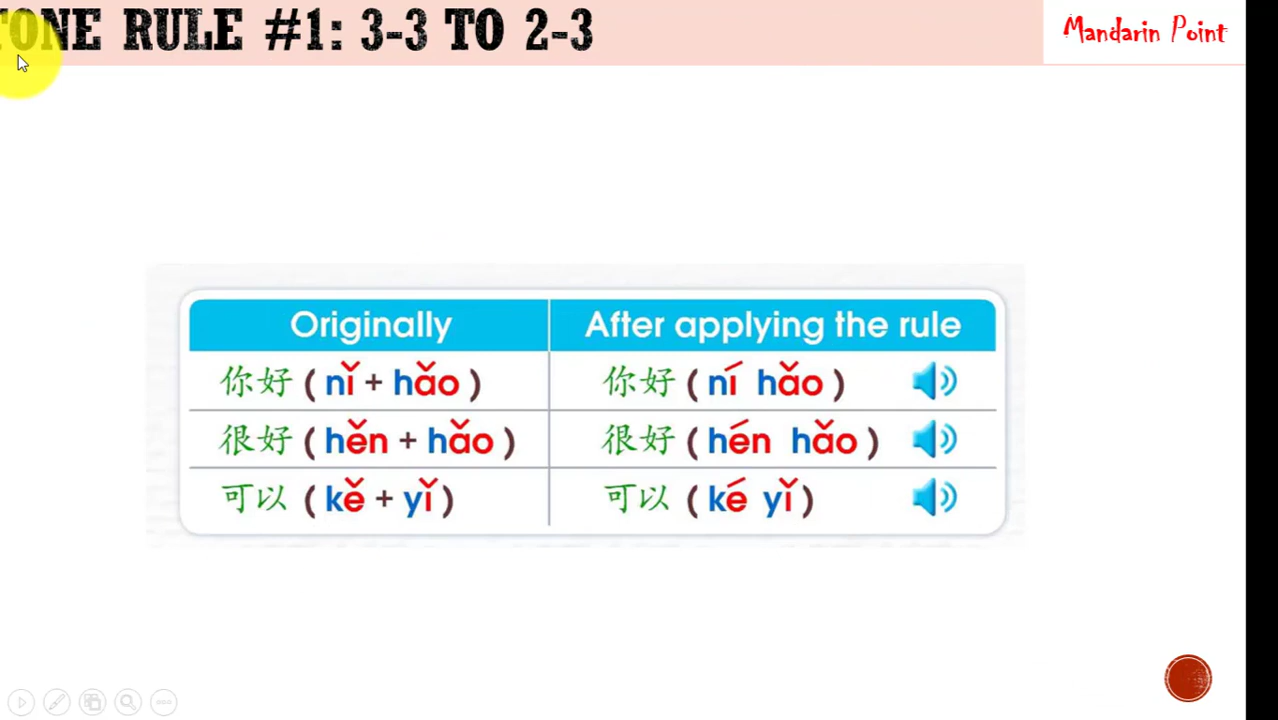 TONE RULE #1: 3-3 TO 2-3
Mandarin Point
Originally
After applying the rule
你好 ( nǐ + hǎo )
你好 ( ní hǎo )
很好 ( hěn + hǎo )
很好 ( hén hǎo )
可以 ( kě + yǐ )
可以 ( ké yǐ )